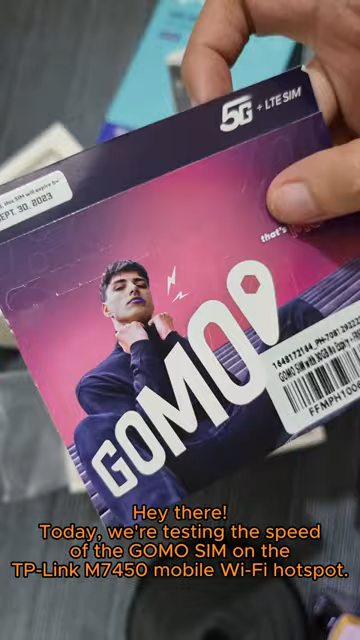 5G + LTE SIM
this SIM will expire on:
SEPT. 30, 2023
that's
GOMO
Hey there!
Today, we're testing the speed
of the GOMO SIM on the
TP-Link M7450 mobile Wi-Fi hotspot.